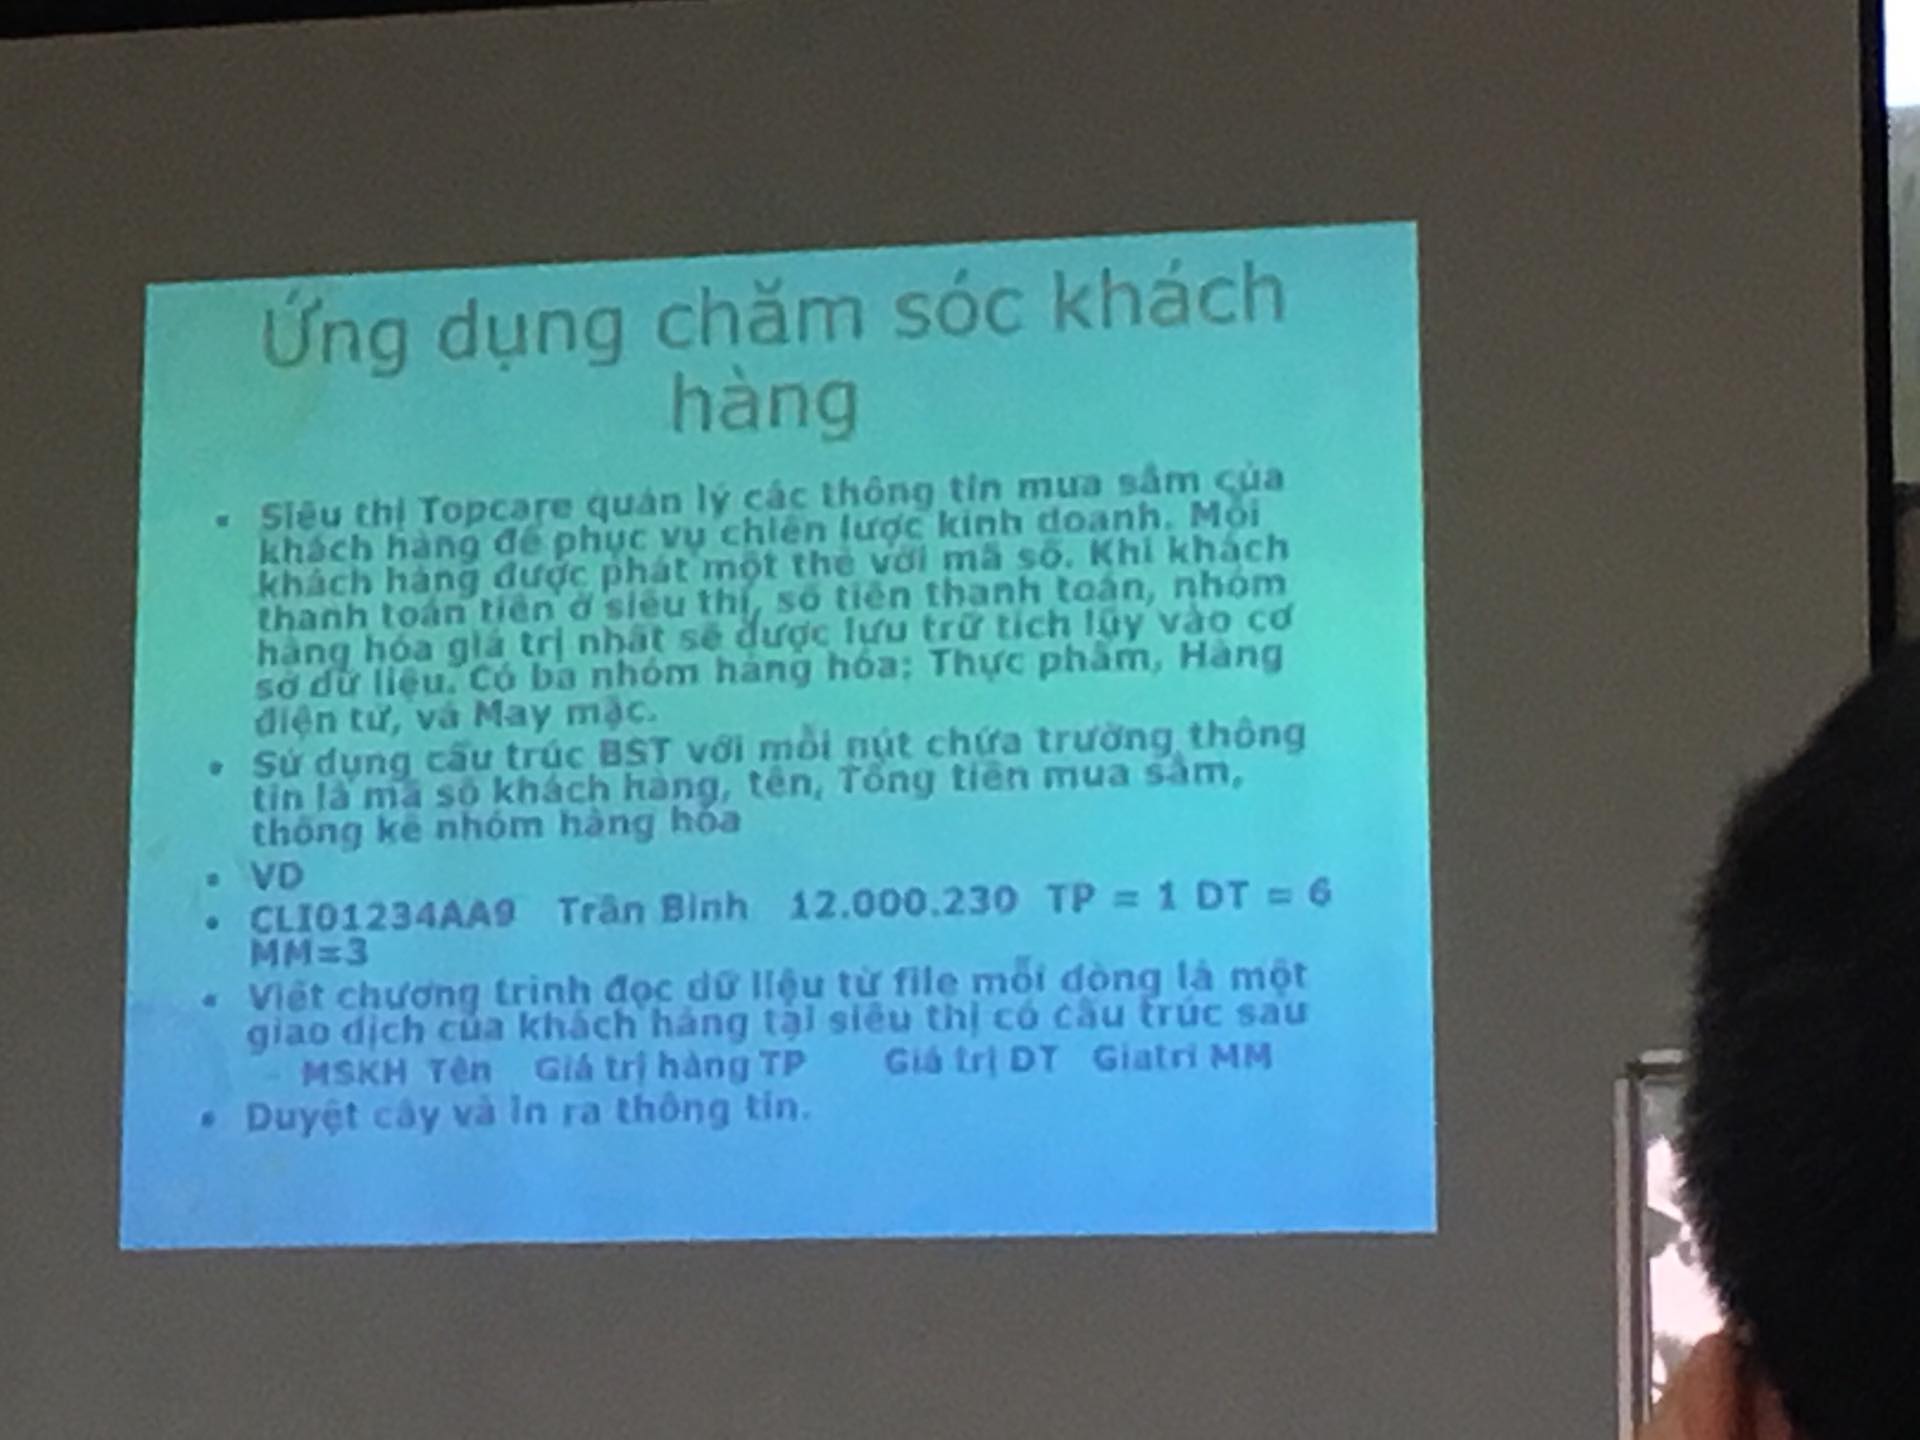 Ứng dụng chăm sóc khách
hàng
• Siêu thị Topcare quản lý các thông tin mua sắm của
khách hàng để phục vụ chiến lược kinh doanh. Mỗi
khách hàng được phát một thẻ với mã số. Khi khách
thanh toán tiền ở siêu thị, số tiền thanh toán, nhóm
hàng hóa giá trị nhất sẽ được lưu trữ tích lũy vào cơ
sở dữ liệu. Có ba nhóm hàng hóa: Thực phẩm, Hàng
điện tử, và May mặc.
• Sử dụng cấu trúc BST với mỗi nút chứa trường thông
tin là mã số khách hàng, tên, Tổng tiền mua sắm,
thống kê nhóm hàng hóa
• VD
• CLI01234AA9 Trần Bình 12.000.230 TP = 1 DT = 6
MM=3
• Viết chương trình đọc dữ liệu từ file mỗi dòng là một
giao dịch của khách hàng tại siêu thị có cấu trúc sau
– MSKH Tên Giá trị hàng TP Giá trị DT Giatri MM
• Duyệt cây và in ra thông tin.